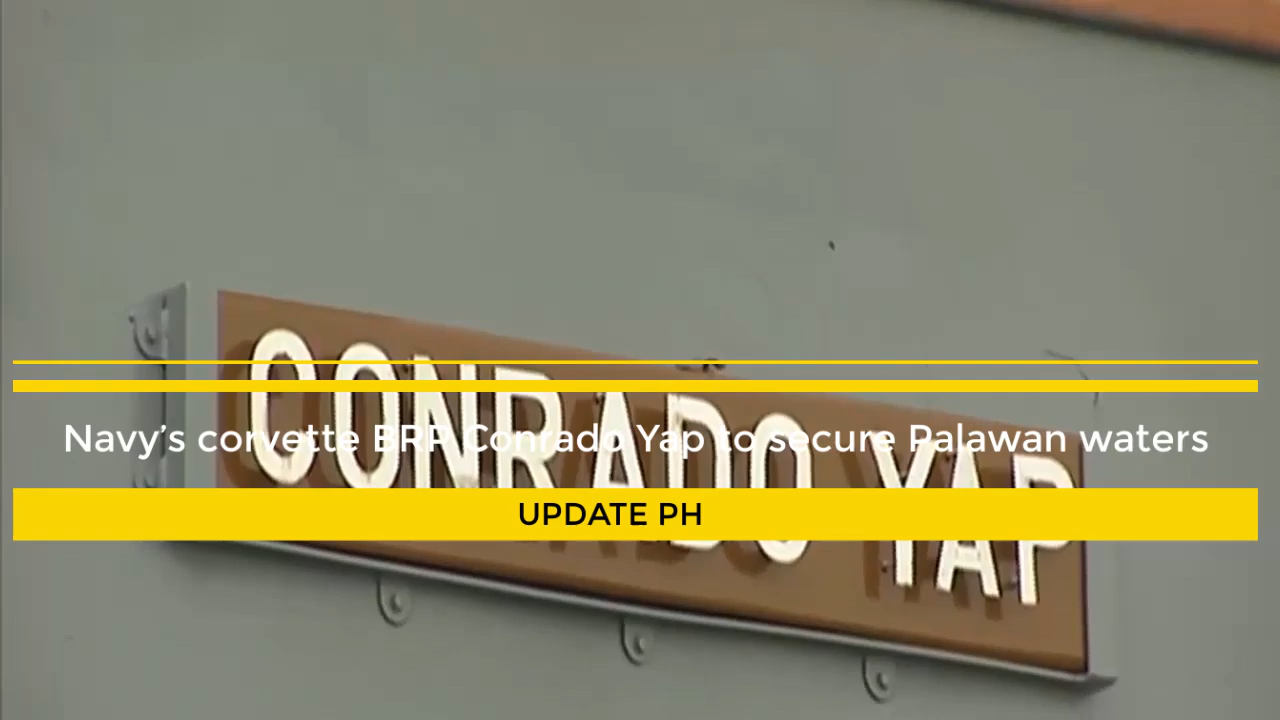 CONRADO YAP
Navy's corvette BRP Conrado Yap to secure Palawan waters
UPDATE PH